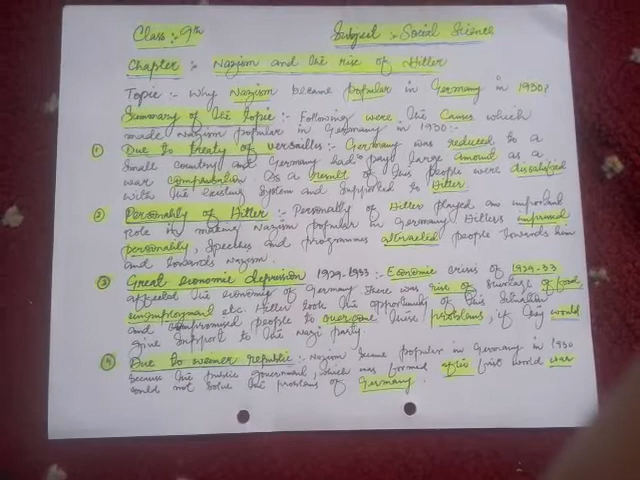 Class :- 9th Subject :- Social Science
Chapter :- Nazism and the rise of Hitler
Topic :- Why Nazism became popular in Germany in 1930?
Summary of the topic :- Following were the causes which
made Nazism popular in Germany in 1930 :-
① Due to treaty of versailles :- Germany was reduced to a
small country and Germany had pay large amount as a
war As a result of this people were dissatisfied
with the existing system and supported to Hitler.
② Personality of Hitler :- Personality of Hitler played an important
role in making Nazism popular in Germany. Hitler's
personality, speeches and programmes attracted people towards him
and towards Nazism.
③ Great economic depression 1929-1933 :- Economic crisis of 1929-33
affected the economy of Germany There was rise of shortage of food,
unemployment etc. Hitler took the opportunity of this situation
and people to overcome these problems, if they would
give support to the Nazi party.
④ Due to republic :- Nazism popular in Germany in 1930
because the public government, which was formed after first world war
could not solve the problems of Germany.